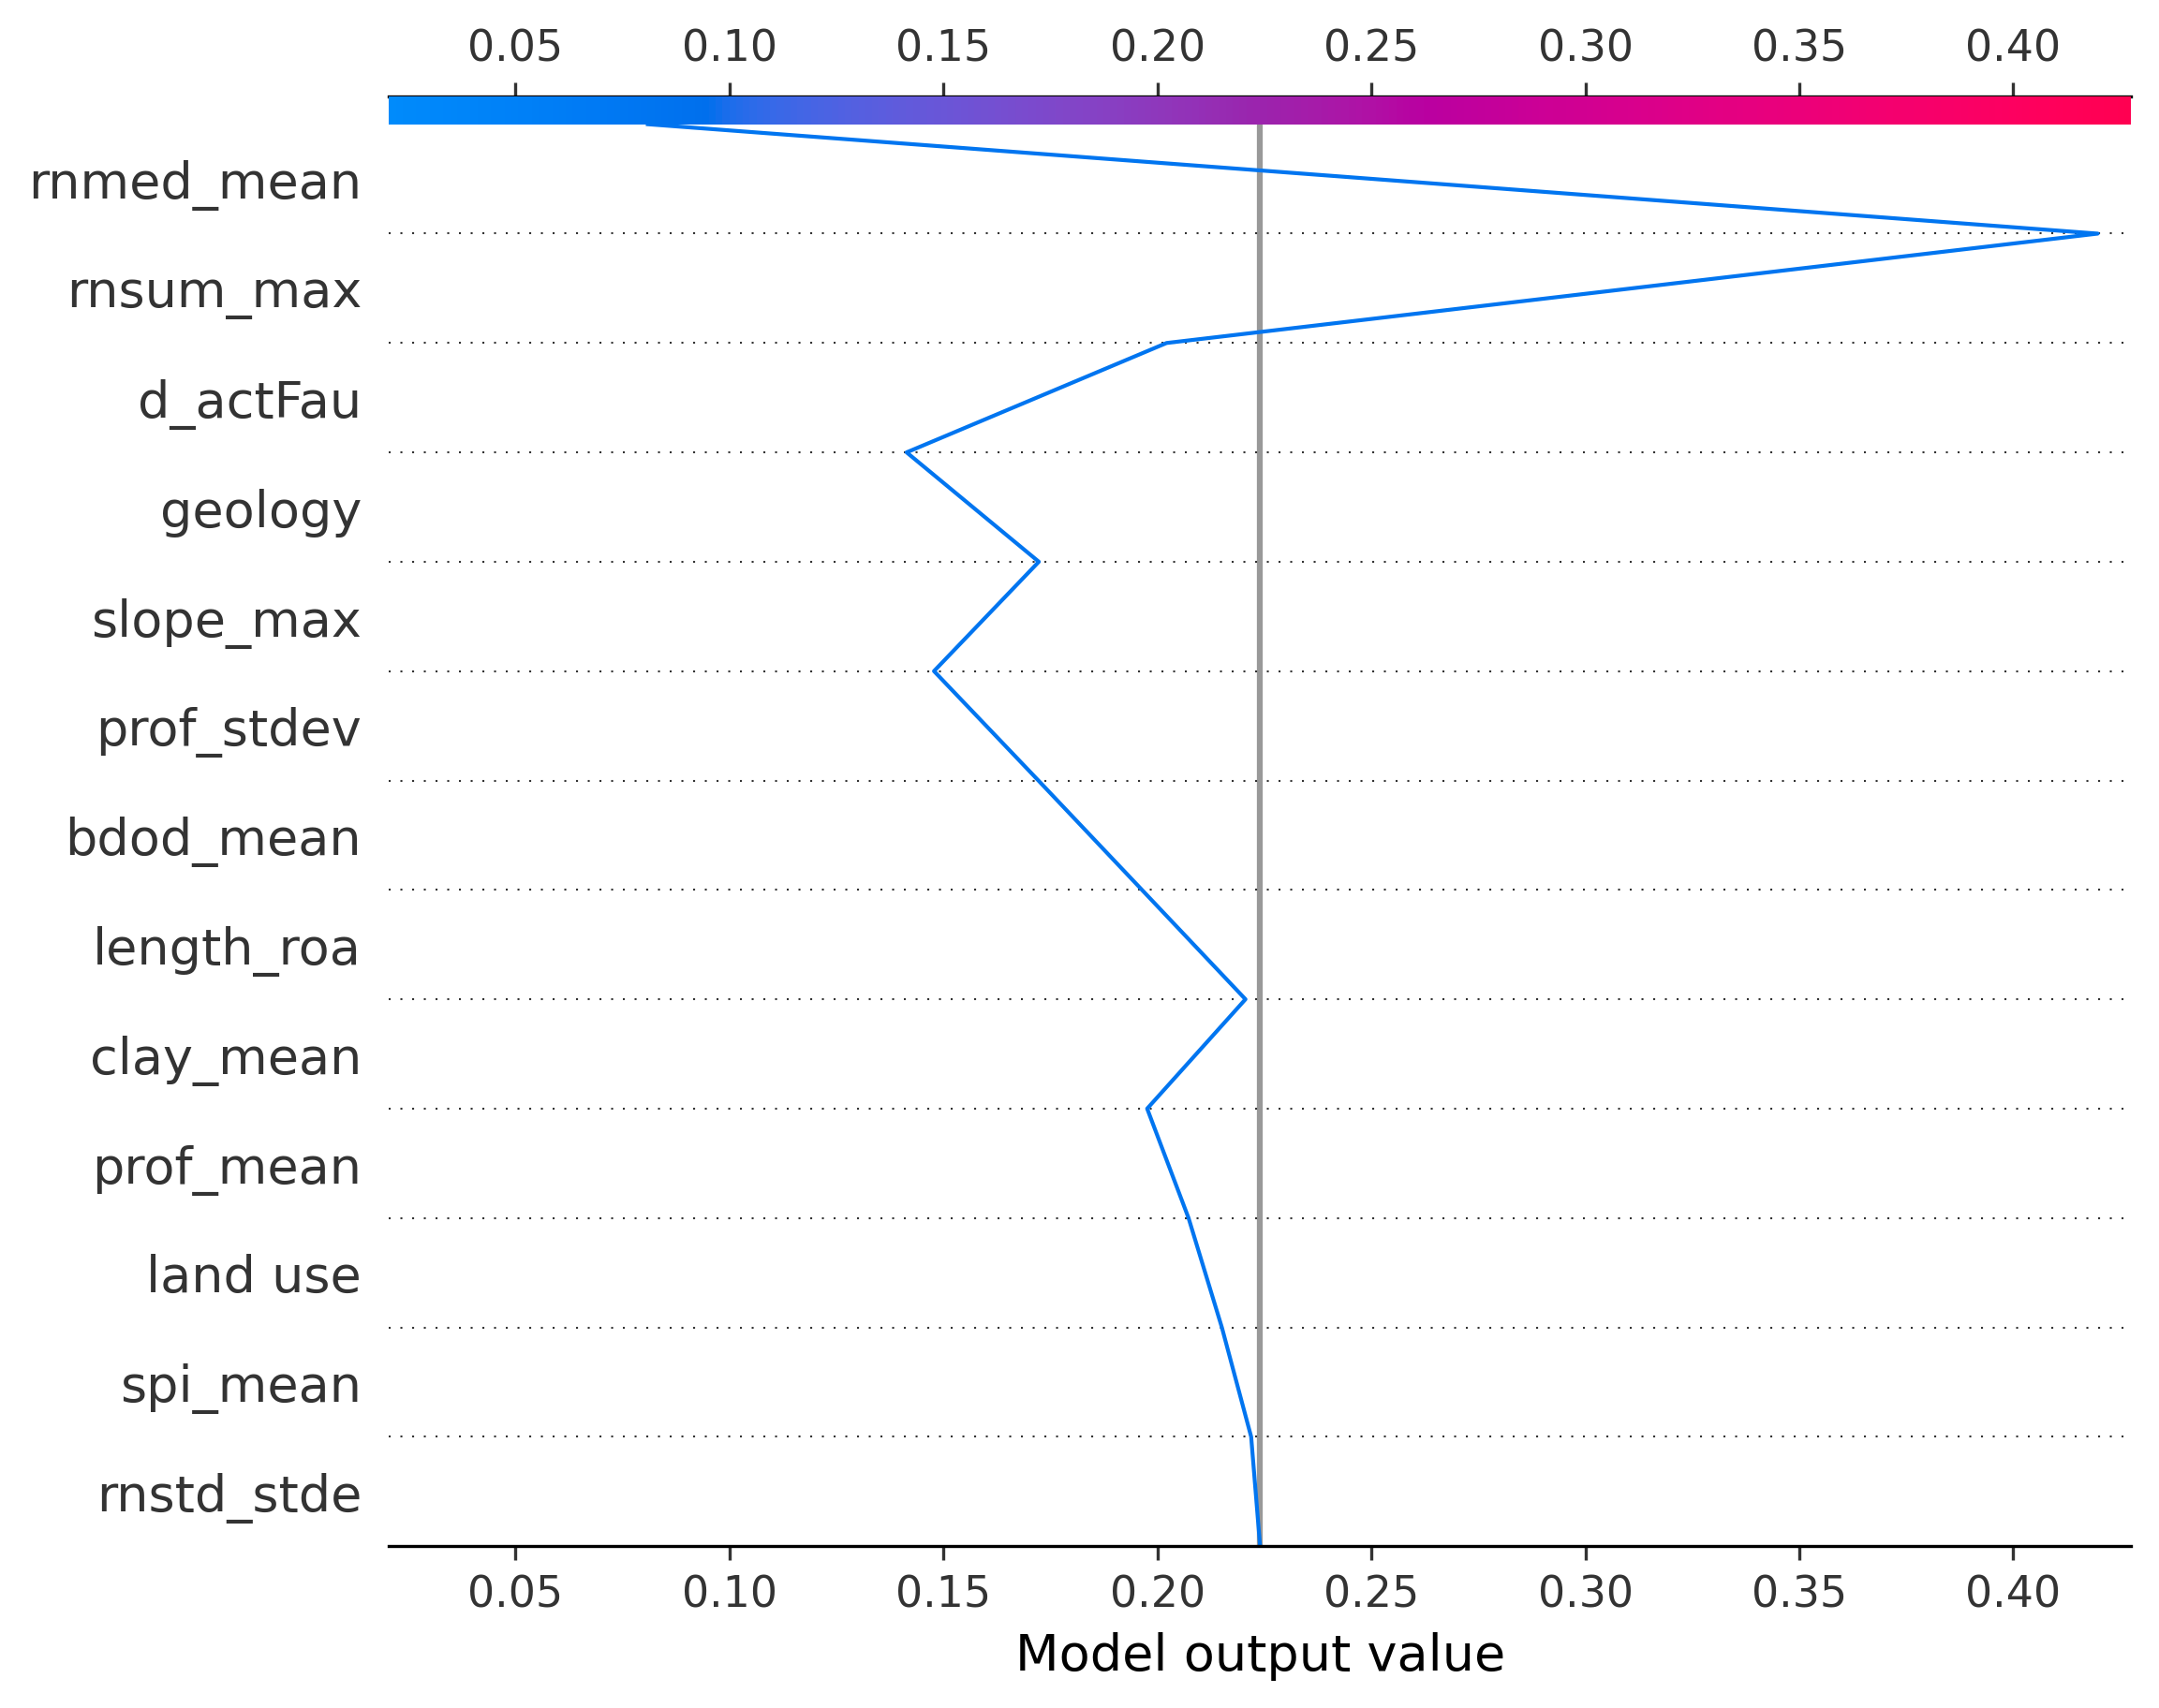 0.05 0.10 0.15 0.20 0.25 0.30 0.35 0.40
rnmed_mean
rnsum_max
d_actFau
geology
slope_max
prof_stdev
bdod_mean
length_roa
clay_mean
prof_mean
land use
spi_mean
rnstd_stde
0.05 0.10 0.15 0.20 0.25 0.30 0.35 0.40
Model output value